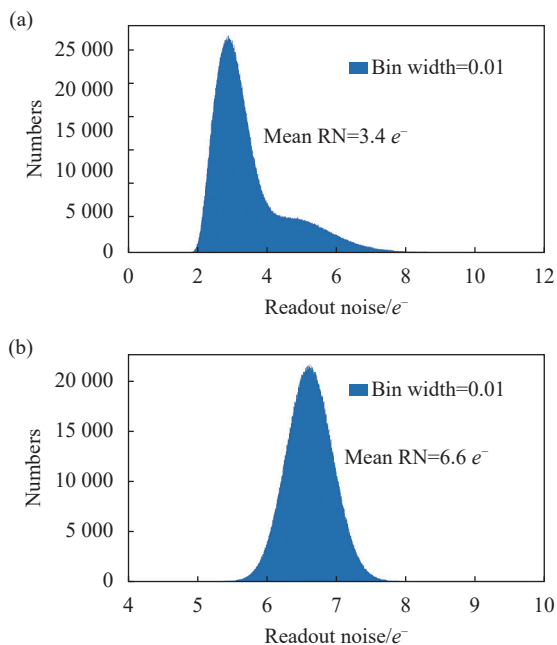 (a)
25 000
20 000
15 000
10 000
5 000
0
Numbers
Bin width=0.01
Mean RN=3.4 e⁻
0 2 4 6 8 10 12
Readout noise/e⁻
(b)
20 000
15 000
10 000
5 000
0
Numbers
Bin width=0.01
Mean RN=6.6 e⁻
4 5 6 7 8 9 10
Readout noise/e⁻